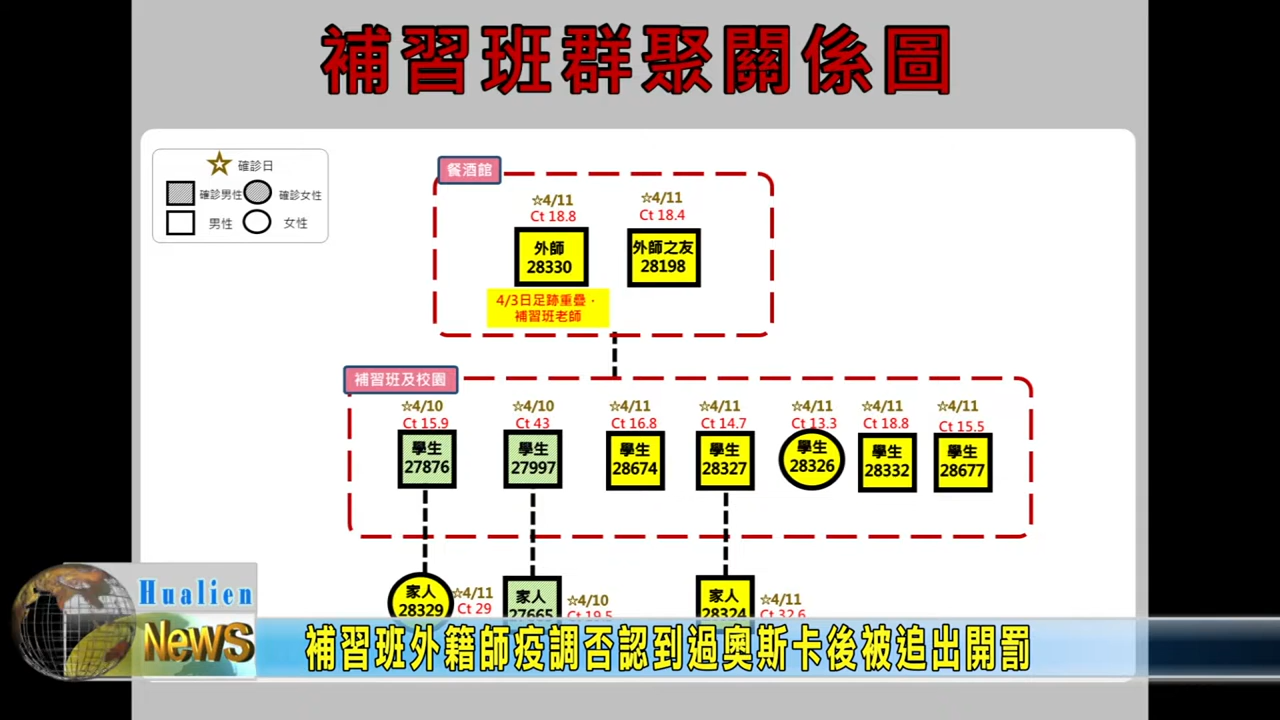 補習班群聚關係圖
☆ 確診日
確診男性 確診女性
男性 女性
餐酒館
☆4/11 ☆4/11
Ct 18.8 Ct 18.4
外師 外師之友
28330 28198
4/3日足跡重疊,
補習班老師
補習班及校園
☆4/10 ☆4/10 ☆4/11 ☆4/11 ☆4/11 ☆4/11 ☆4/11
Ct 15.9 Ct 43 Ct 16.8 Ct 14.7 Ct 13.3 Ct 18.8 Ct 15.5
學生 學生 學生 學生 學生 學生 學生
27876 27997 28674 28327 28326 28332 28677
家人 ☆4/11 家人 ☆4/10 家人 ☆4/11
28329 Ct 29 27665 Ct 19.5 28324 Ct 32.6
Hualien
News
補習班外籍師疫調否認到過奧斯卡後被追出開罰